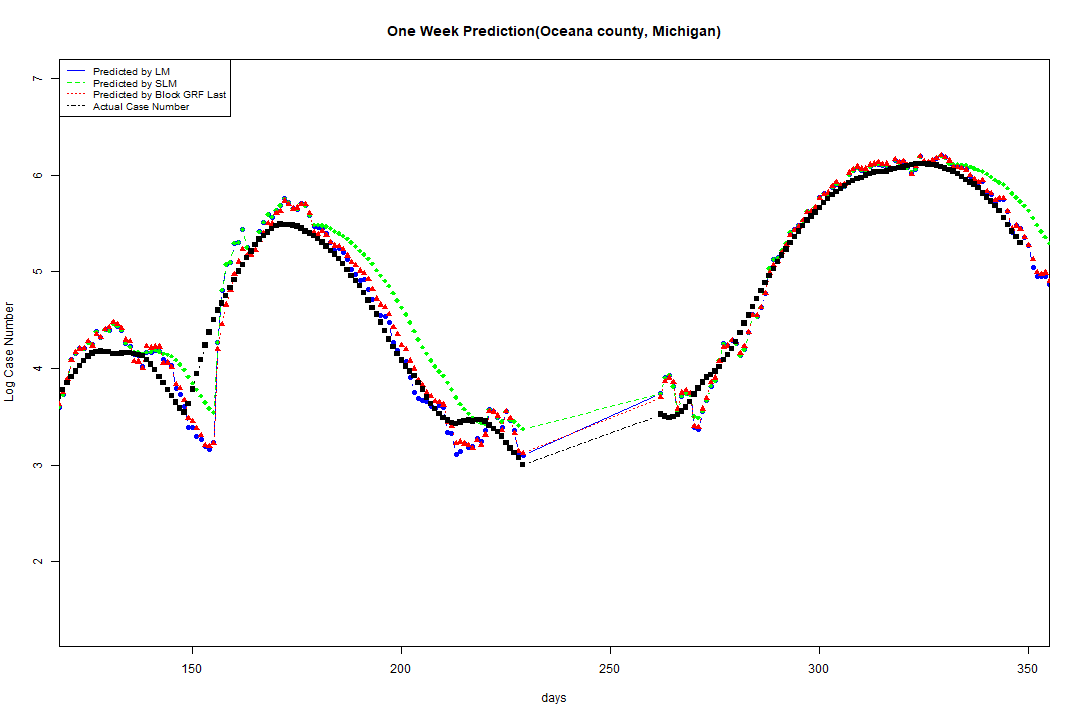 One Week Prediction(Oceana county, Michigan)
Predicted by LM
Predicted by SLM
Predicted by Block GRF Last
Actual Case Number
7
6
5
4
3
2
Log Case Number
150
200
250
300
350
days